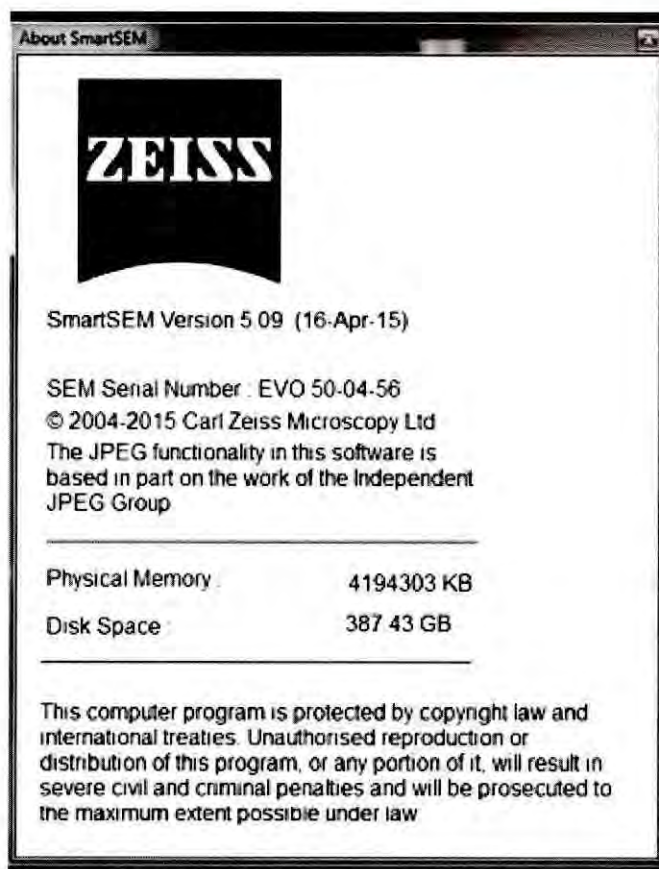 About SmartSEM
ZEISS
SmartSEM Version 5.09 (16-Apr-15)
SEM Serial Number : EVO 50-04-56
© 2004-2015 Carl Zeiss Microscopy Ltd
The JPEG functionality in this software is
based in part on the work of the Independent
JPEG Group
Physical Memory : 4194303 KB
Disk Space : 387.43 GB
This computer program is protected by copyright law and
international treaties. Unauthorised reproduction or
distribution of this program, or any portion of it, will result in
severe civil and criminal penalties and will be prosecuted to
the maximum extent possible under law